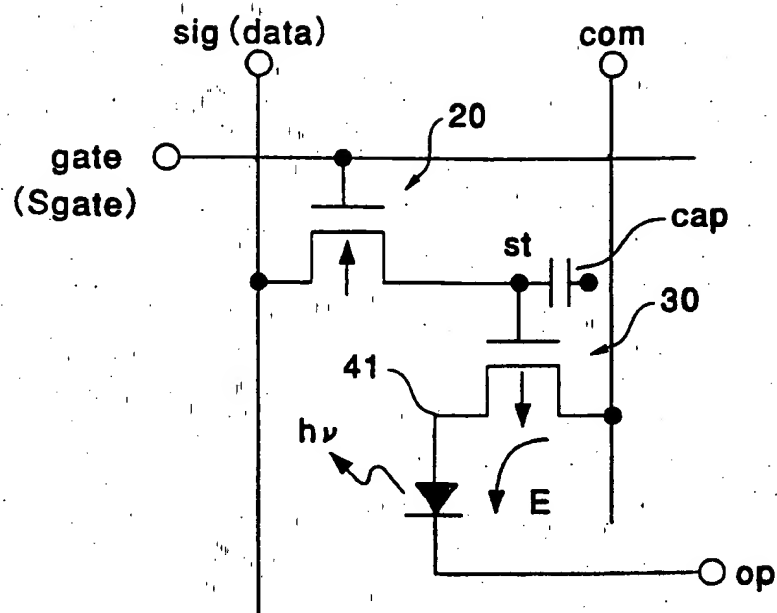 sig (data)
com
20
gate
(Sgate)
cap
st
30
41
hν
E
op